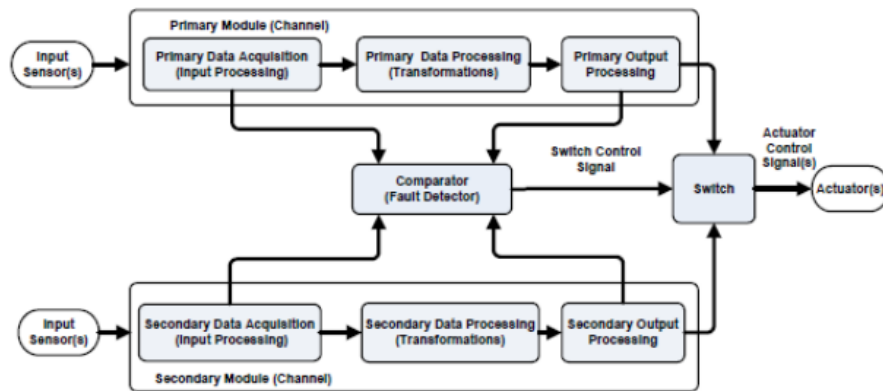 Primary Module (Channel)
Input
Sensor(s)
Primary Data Acquisition
(Input Processing)
Primary Data Processing
(Transformations)
Primary Output
Processing
Comparator
(Fault Detector)
Switch Control
Signal
Switch
Actuator
Control
Signal(s)
Actuator(s)
Input
Sensor(s)
Secondary Data Acquisition
(Input Processing)
Secondary Data Processing
(Transformations)
Secondary Output
Processing
Secondary Module (Channel)